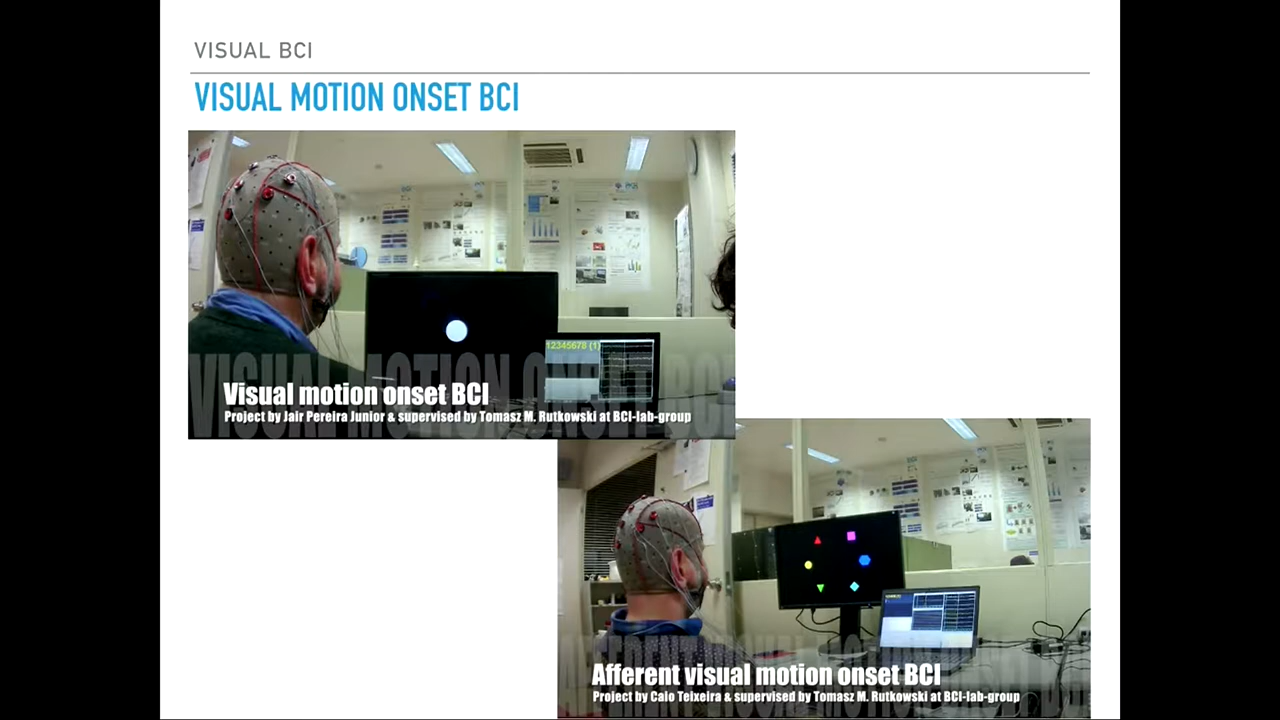 VISUAL BCI
VISUAL MOTION ONSET BCI
12345678 (1)
Visual motion onset BCI
Project by Jair Pereira Junior & supervised by Tomasz M. Rutkowski at BCI-lab-group
Afferent visual motion onset BCI
Project by Caio Teixeira & supervised by Tomasz M. Rutkowski at BCI-lab-group